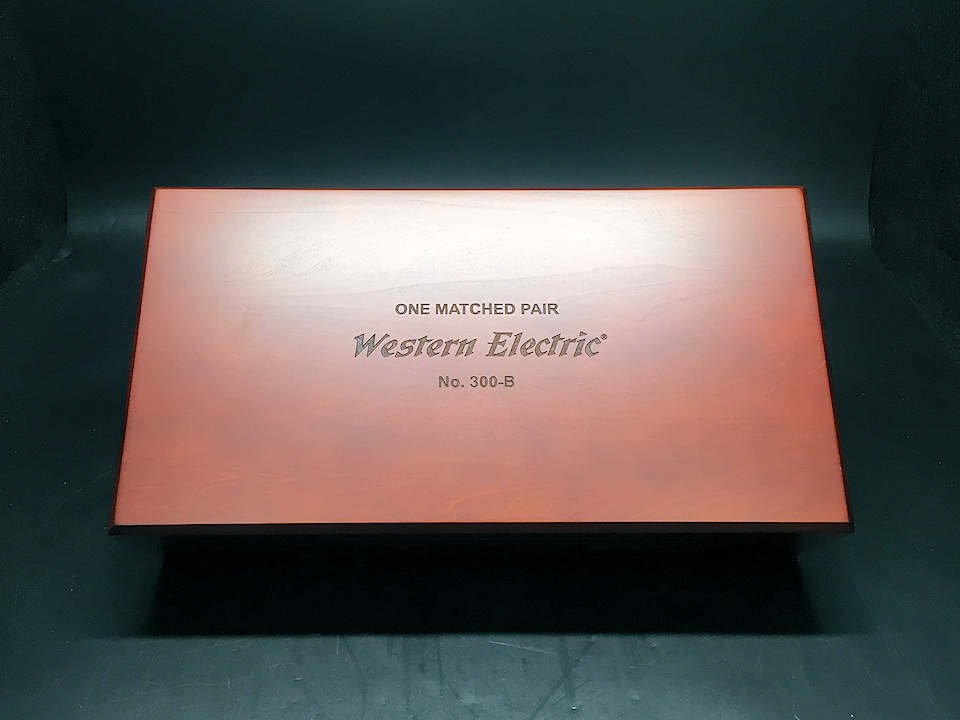 ONE MATCHED PAIR
Western Electric®
No. 300-B